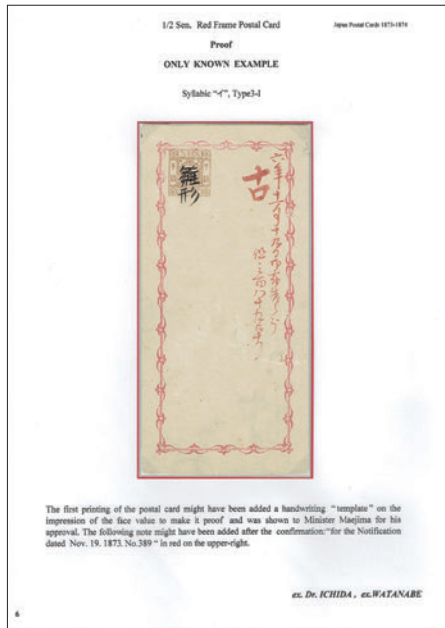 1/2 Sen, Red Frame Postal Card
Japan Postal Cards 1873-1874
Proof
ONLY KNOWN EXAMPLE
Syllabic "イ", Type3-I
雛形
The first printing of the postal card might have been added a handwriting "template" on the
impression of the face value to make it proof and was shown to Minister Maejima for his
approval. The following note might have been added after the confirmation: "for the Notification
dated Nov. 19. 1873. No.389 " in red on the upper-right.
ex. Dr. ICHIDA , ex.WATANABE
6